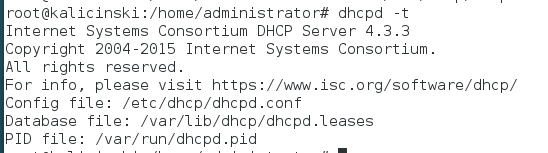 root@kalicinski:/home/administrator# dhcpd -t
Internet Systems Consortium DHCP Server 4.3.3
Copyright 2004-2015 Internet Systems Consortium.
All rights reserved.
For info, please visit https://www.isc.org/software/dhcp/
Config file: /etc/dhcp/dhcpd.conf
Database file: /var/lib/dhcp/dhcpd.leases
PID file: /var/run/dhcpd.pid